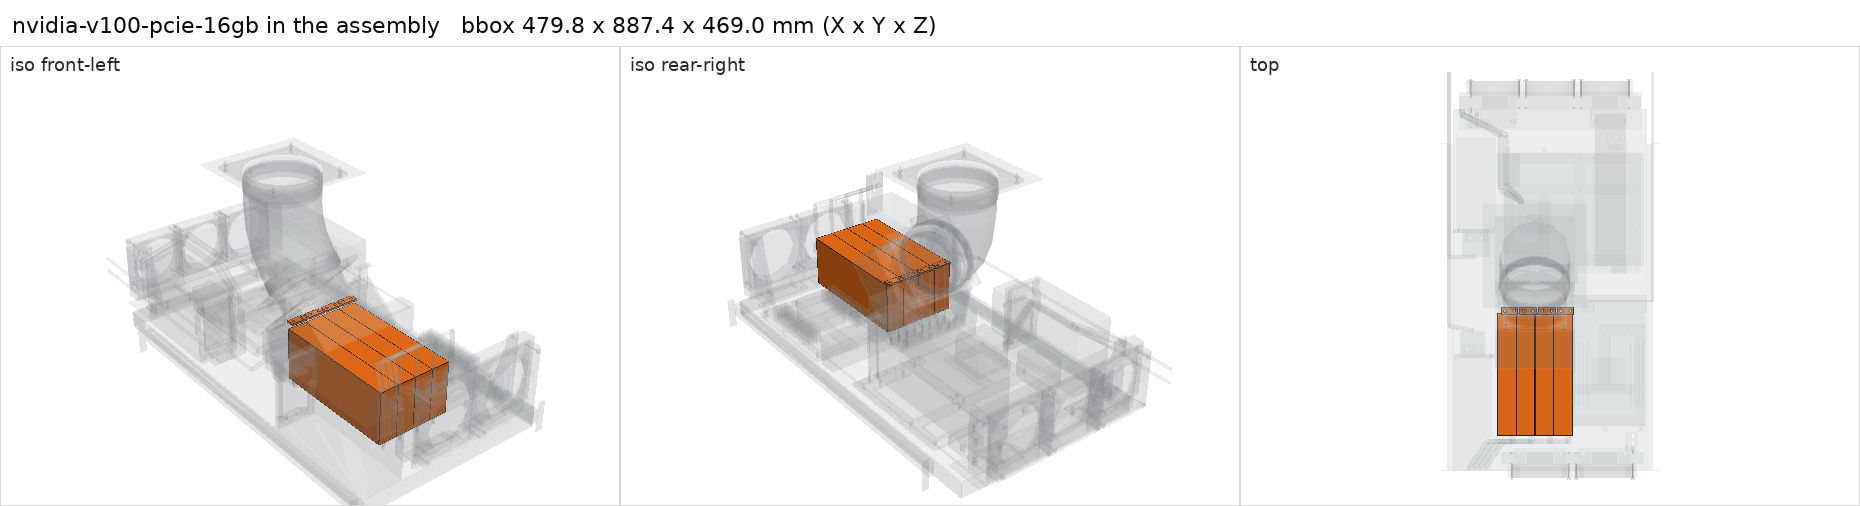 nvidia-v100-pcie-16gb in the assembly   bbox 479.8 x 887.4 x 469.0 mm (X x Y x Z)
iso front-left
iso rear-right
top